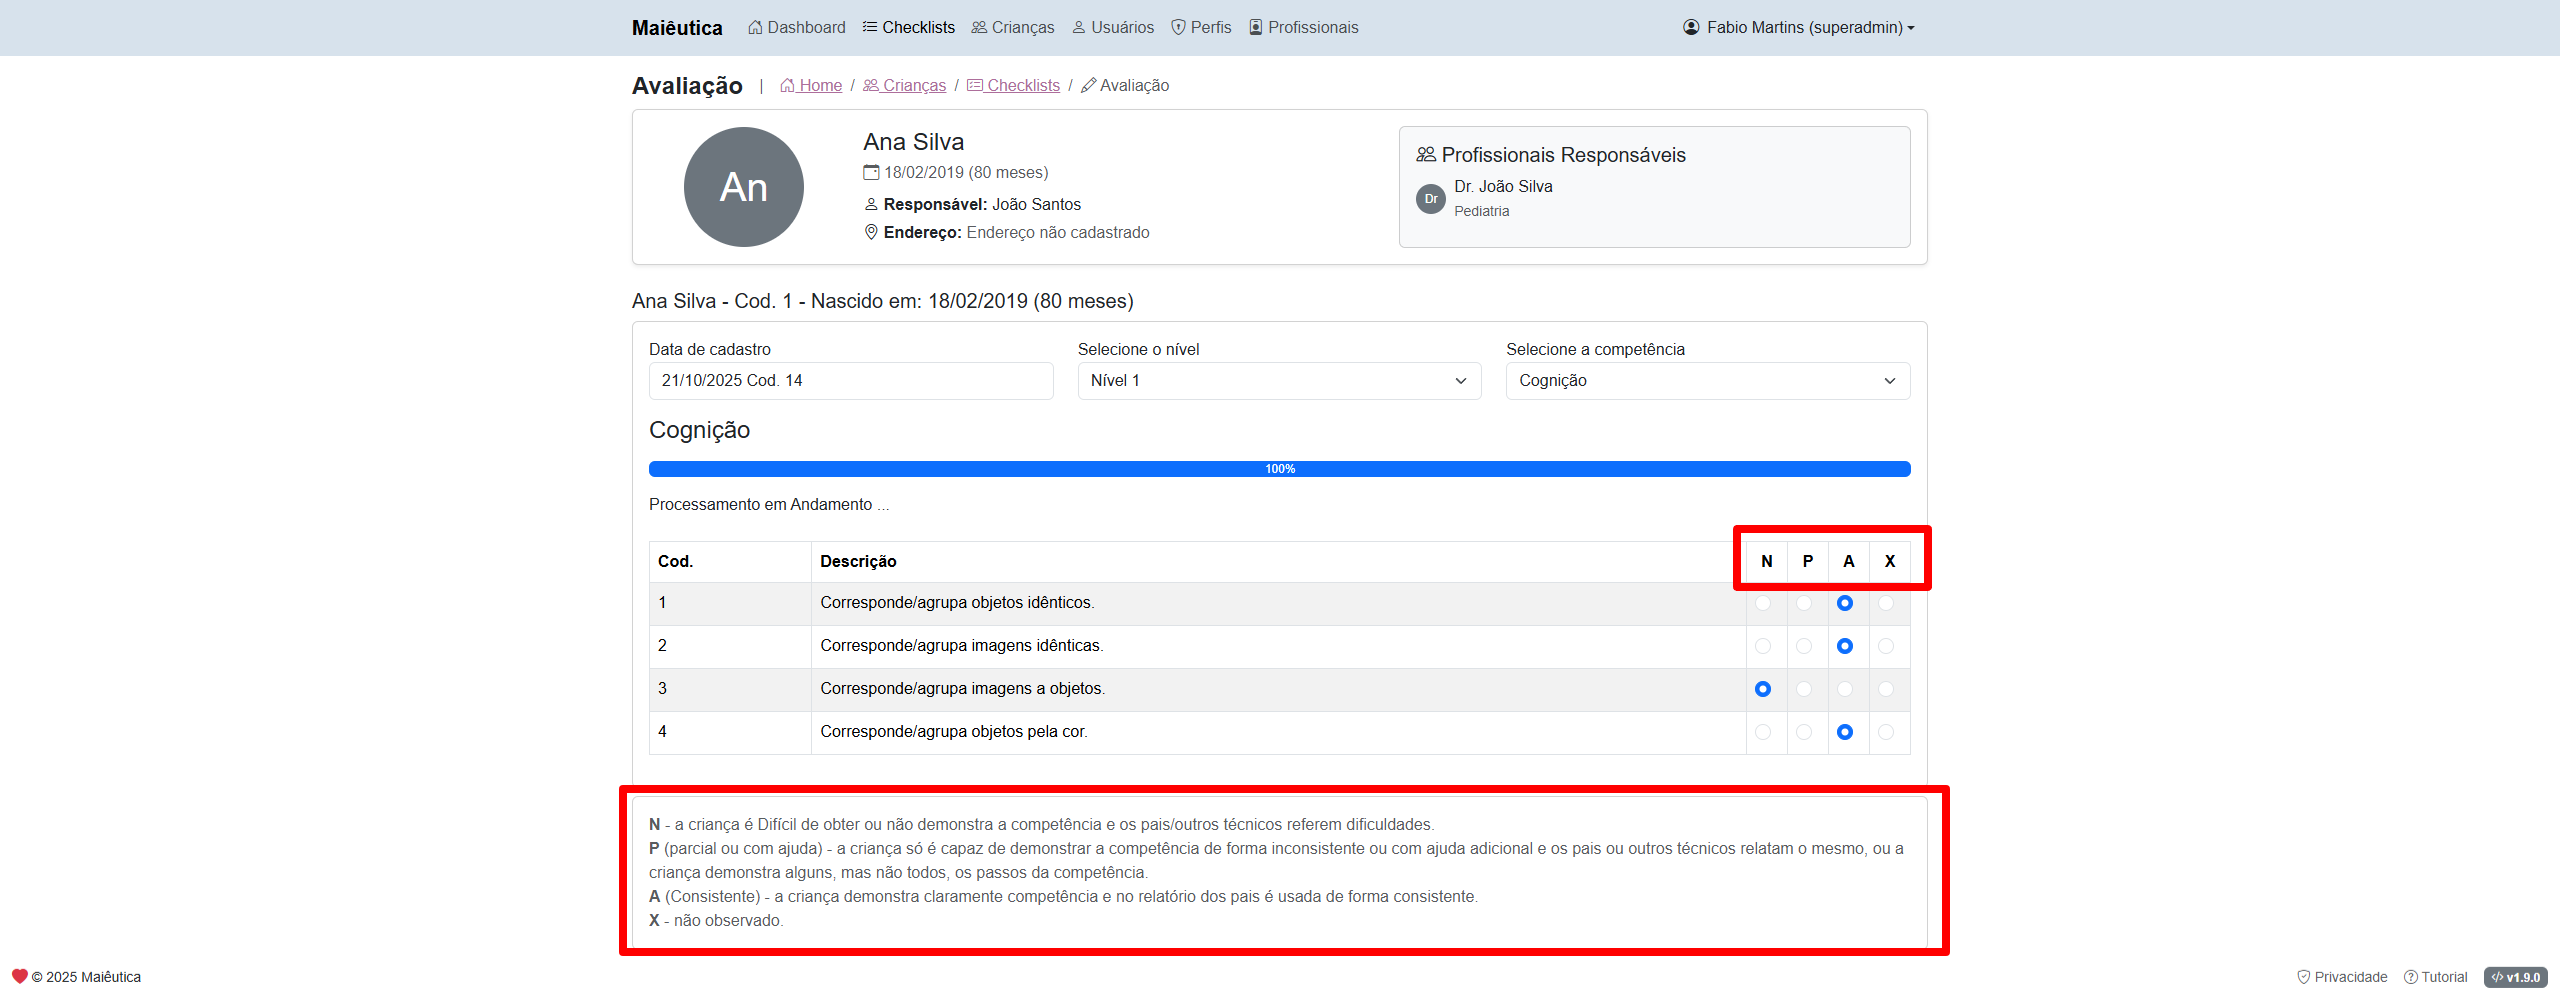 Maiêutica Dashboard Checklists Crianças Usuários Perfis Profissionais Fabio Martins (superadmin)
Avaliação | Home / Crianças / Checklists / Avaliação
An
Ana Silva
18/02/2019 (80 meses)
Responsável: João Santos
Endereço: Endereço não cadastrado
Profissionais Responsáveis
Dr
Dr. João Silva
Pediatria
Ana Silva - Cod. 1 - Nascido em: 18/02/2019 (80 meses)
Data de cadastro Selecione o nível Selecione a competência
21/10/2025 Cod. 14 Nível 1 Cognição
Cognição
100%
Processamento em Andamento ...
Cod. Descrição N P A X
1 Corresponde/agrupa objetos idênticos.
2 Corresponde/agrupa imagens idênticas.
3 Corresponde/agrupa imagens a objetos.
4 Corresponde/agrupa objetos pela cor.
N - a criança é Difícil de obter ou não demonstra a competência e os pais/outros técnicos referem dificuldades.
P (parcial ou com ajuda) - a criança só é capaz de demonstrar a competência de forma inconsistente ou com ajuda adicional e os pais ou outros técnicos relatam o mesmo, ou a
criança demonstra alguns, mas não todos, os passos da competência.
A (Consistente) - a criança demonstra claramente competência e no relatório dos pais é usada de forma consistente.
X - não observado.
© 2025 Maiêutica Privacidade Tutorial v1.9.0